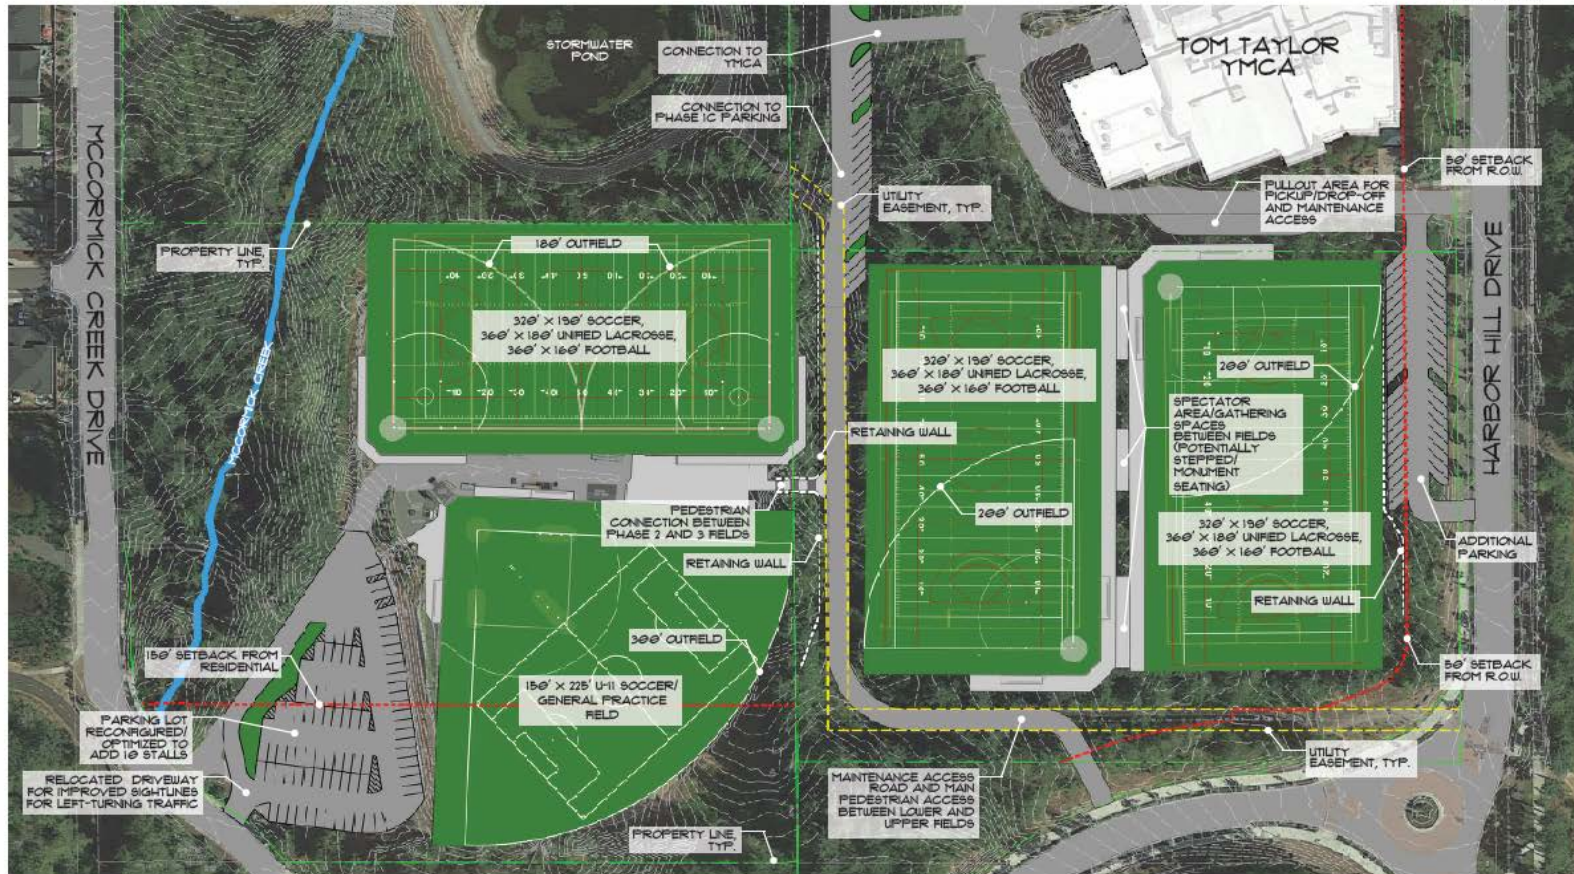 STORMWATER
POND
CONNECTION TO
YMCA
TOM TAYLOR
YMCA
CONNECTION TO
PHASE 1C PARKING
MCCORMICK CREEK DRIVE
50' SETBACK
FROM R.O.W.
PULLOUT AREA FOR
PICKUP/DROP-OFF
AND MAINTENANCE
ACCESS
UTILITY
EASEMENT, TYP.
PROPERTY LINE,
TYP.
180' OUTFIELD
HARBOR HILL DRIVE
320' X 190' SOCCER,
360' X 180' UNIFIED LACROSSE,
360' X 160' FOOTBALL
MCCORMICK CREEK
320' X 190' SOCCER,
360' X 180' UNIFIED LACROSSE,
360' X 160' FOOTBALL
200' OUTFIELD
SPECTATOR
AREA/GATHERING
SPACES
BETWEEN FIELDS
(POTENTIALLY
STEPPED/
MONUMENT
SEATING)
RETAINING WALL
PEDESTRIAN
CONNECTION BETWEEN
PHASE 2 AND 3 FIELDS
200' OUTFIELD
320' X 190' SOCCER,
360' X 180' UNIFIED LACROSSE,
360' X 160' FOOTBALL
ADDITIONAL
PARKING
RETAINING WALL
RETAINING WALL
300' OUTFIELD
150' SETBACK FROM
RESIDENTIAL
50' SETBACK
FROM R.O.W.
150' X 225' U-11 SOCCER/
GENERAL PRACTICE
FIELD
PARKING LOT
RECONFIGURED/
OPTIMIZED TO
ADD 10 STALLS
UTILITY
EASEMENT, TYP.
RELOCATED DRIVEWAY
FOR IMPROVED SIGHTLINES
FOR LEFT-TURNING TRAFFIC
MAINTENANCE ACCESS
ROAD AND MAIN
PEDESTRIAN ACCESS
BETWEEN LOWER AND
UPPER FIELDS
PROPERTY LINE,
TYP.